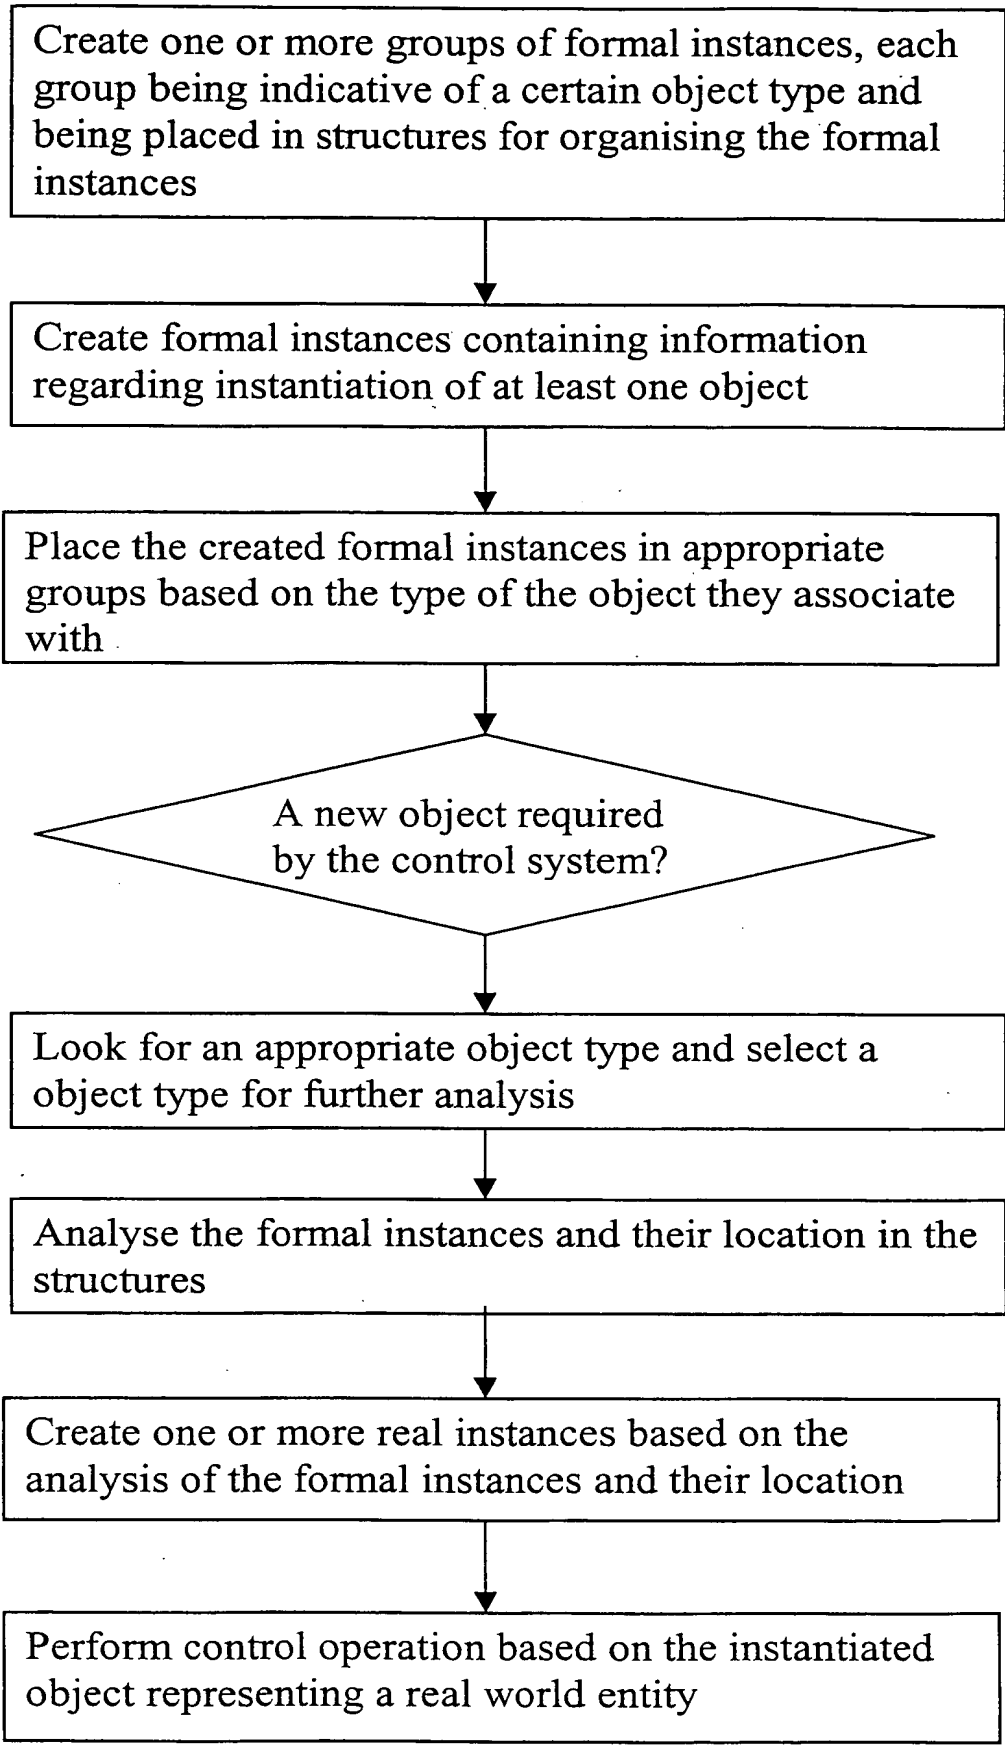 Create one or more groups of formal instances, each
group being indicative of a certain object type and
being placed in structures for organising the formal
instances
Create formal instances containing information
regarding instantiation of at least one object
Place the created formal instances in appropriate
groups based on the type of the object they associate
with
A new object required
by the control system?
Look for an appropriate object type and select a
object type for further analysis
Analyse the formal instances and their location in the
structures
Create one or more real instances based on the
analysis of the formal instances and their location
Perform control operation based on the instantiated
object representing a real world entity